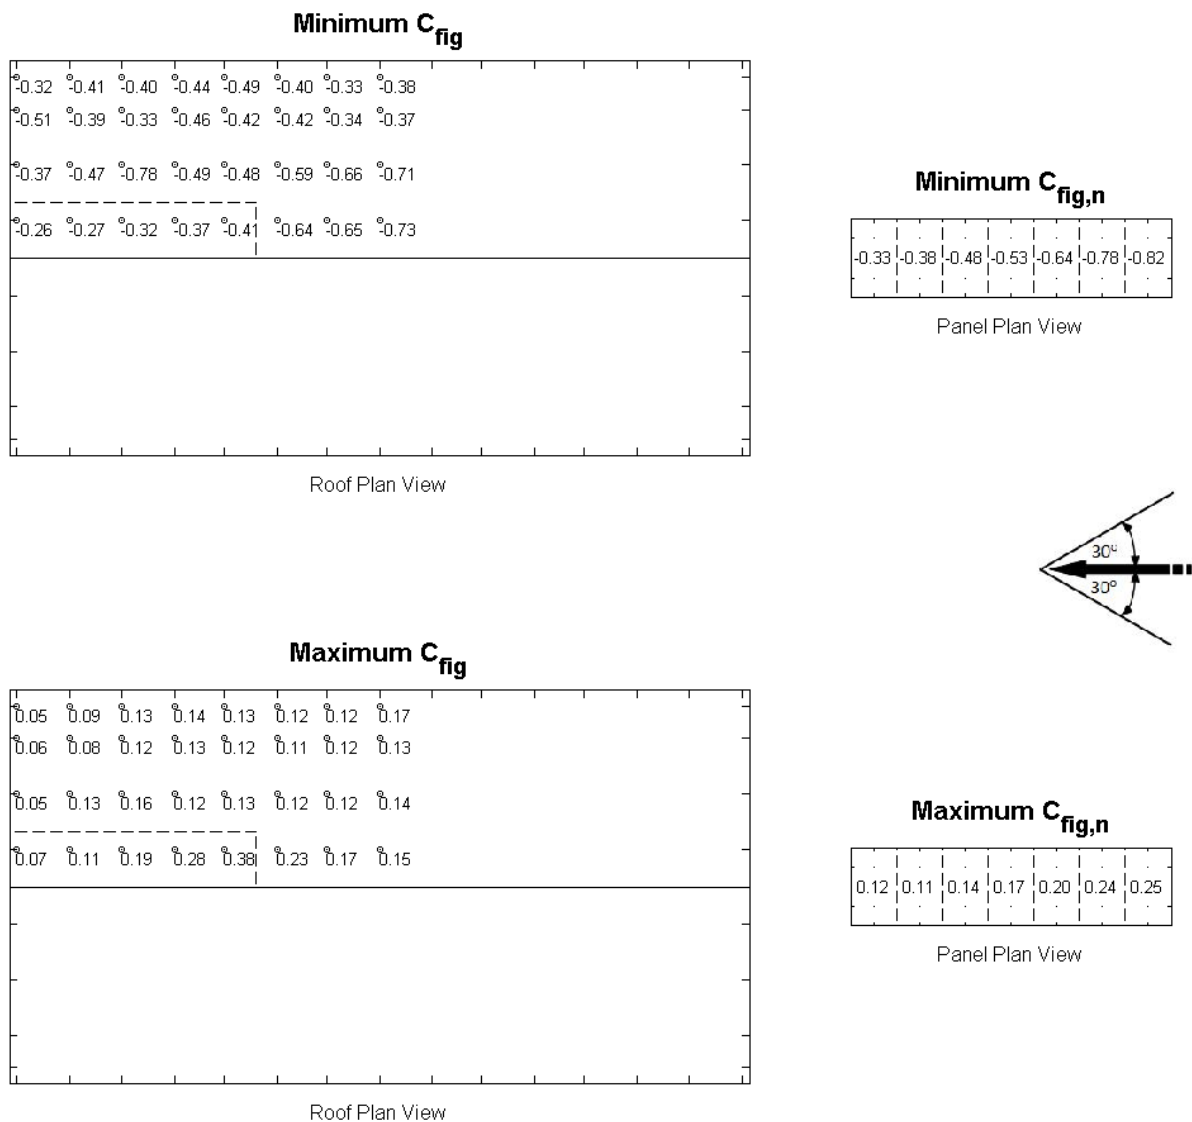 Minimum Cfig
-0.32 -0.41 -0.40 -0.44 -0.49 -0.40 -0.33 -0.38
-0.51 -0.39 -0.33 -0.46 -0.42 -0.42 -0.34 -0.37
-0.37 -0.47 -0.78 -0.49 -0.48 -0.59 -0.66 -0.71
-0.26 -0.27 -0.32 -0.37 -0.41 -0.64 -0.65 -0.73
Roof Plan View
Minimum Cfig,n
-0.33 -0.38 -0.48 -0.53 -0.64 -0.78 -0.82
Panel Plan View
30º
30º
Maximum Cfig
0.05 0.09 0.13 0.14 0.13 0.12 0.12 0.17
0.06 0.08 0.12 0.13 0.12 0.11 0.12 0.13
0.05 0.13 0.16 0.12 0.13 0.12 0.12 0.14
0.07 0.11 0.19 0.28 0.38 0.23 0.17 0.15
Roof Plan View
Maximum Cfig,n
0.12 0.11 0.14 0.17 0.20 0.24 0.25
Panel Plan View